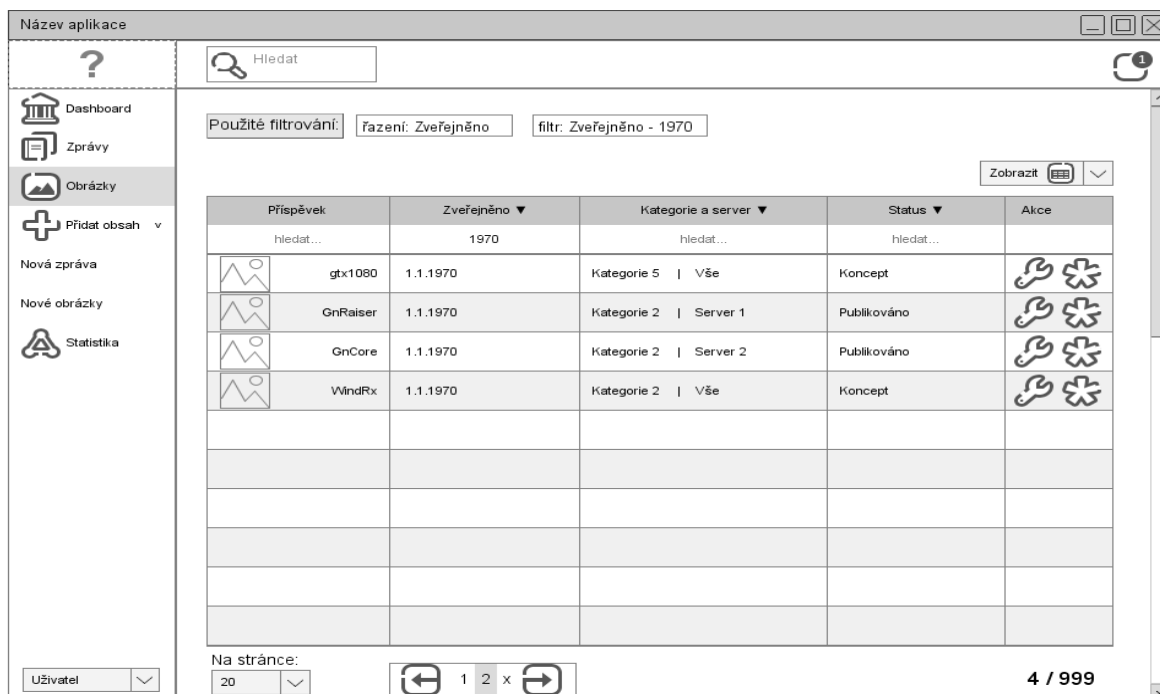 Název aplikace
?
Hledat
1
Dashboard
Zprávy
Obrázky
Přidat obsah v
Nová zpráva
Nové obrázky
Statistika
Uživatel
Použité filtrování: řazení: Zveřejněno filtr: Zveřejněno - 1970
Zobrazit
Příspěvek Zveřejněno ▼ Kategorie a server ▼ Status ▼ Akce
hledat... 1970 hledat... hledat...
gtx1080 1.1.1970 Kategorie 5 | Vše Koncept
GnRaiser 1.1.1970 Kategorie 2 | Server 1 Publikováno
GnCore 1.1.1970 Kategorie 2 | Server 2 Publikováno
WindRx 1.1.1970 Kategorie 2 | Vše Koncept
Na stránce:
20 1 2 x 4 / 999